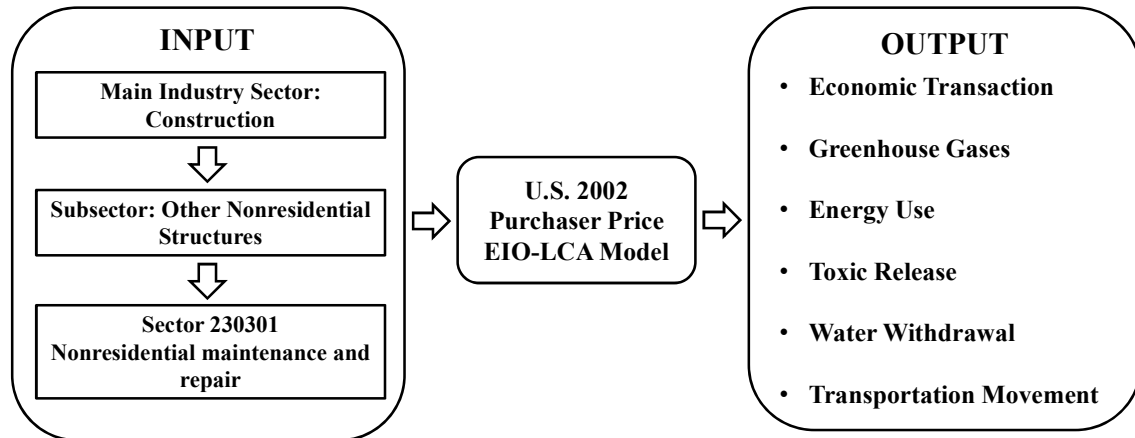 INPUT
Main Industry Sector:
Construction
Subsector: Other Nonresidential
Structures
Sector 230301
Nonresidential maintenance and
repair
U.S. 2002
Purchaser Price
EIO-LCA Model
OUTPUT
• Economic Transaction
• Greenhouse Gases
• Energy Use
• Toxic Release
• Water Withdrawal
• Transportation Movement